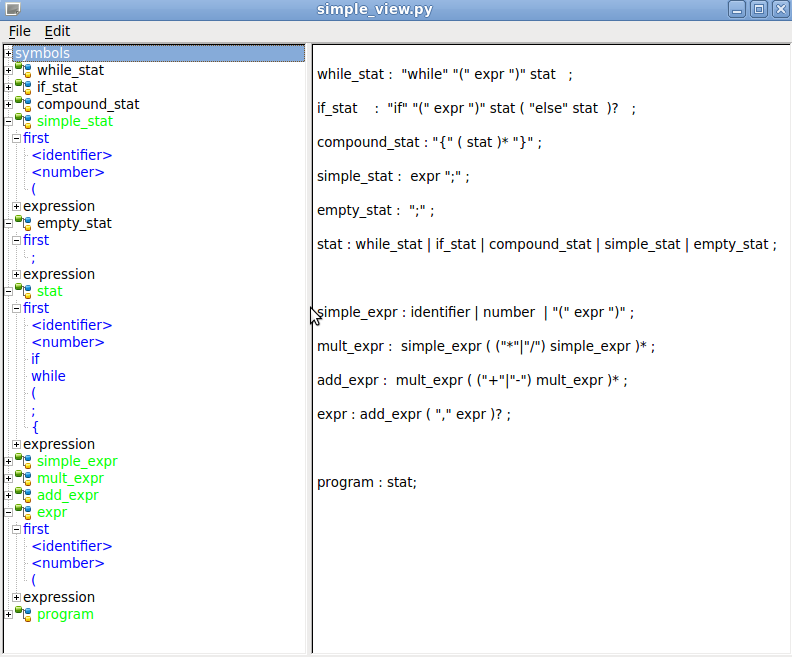 simple_view.py
File Edit
symbols
while_stat
if_stat
compound_stat
simple_stat
first
<identifier>
<number>
(
expression
empty_stat
first
;
expression
stat
first
<identifier>
<number>
if
while
(
;
{
expression
simple_expr
mult_expr
add_expr
expr
first
<identifier>
<number>
(
expression
program
while_stat : "while" "(" expr ")" stat ;
if_stat : "if" "(" expr ")" stat ( "else" stat )? ;
compound_stat : "{" ( stat )* "}" ;
simple_stat : expr ";" ;
empty_stat : ";" ;
stat : while_stat | if_stat | compound_stat | simple_stat | empty_stat ;
simple_expr : identifier | number | "(" expr ")" ;
mult_expr : simple_expr ( ("*"|"/") simple_expr )* ;
add_expr : mult_expr ( ("+"|"-") mult_expr )* ;
expr : add_expr ( "," expr )? ;
program : stat;